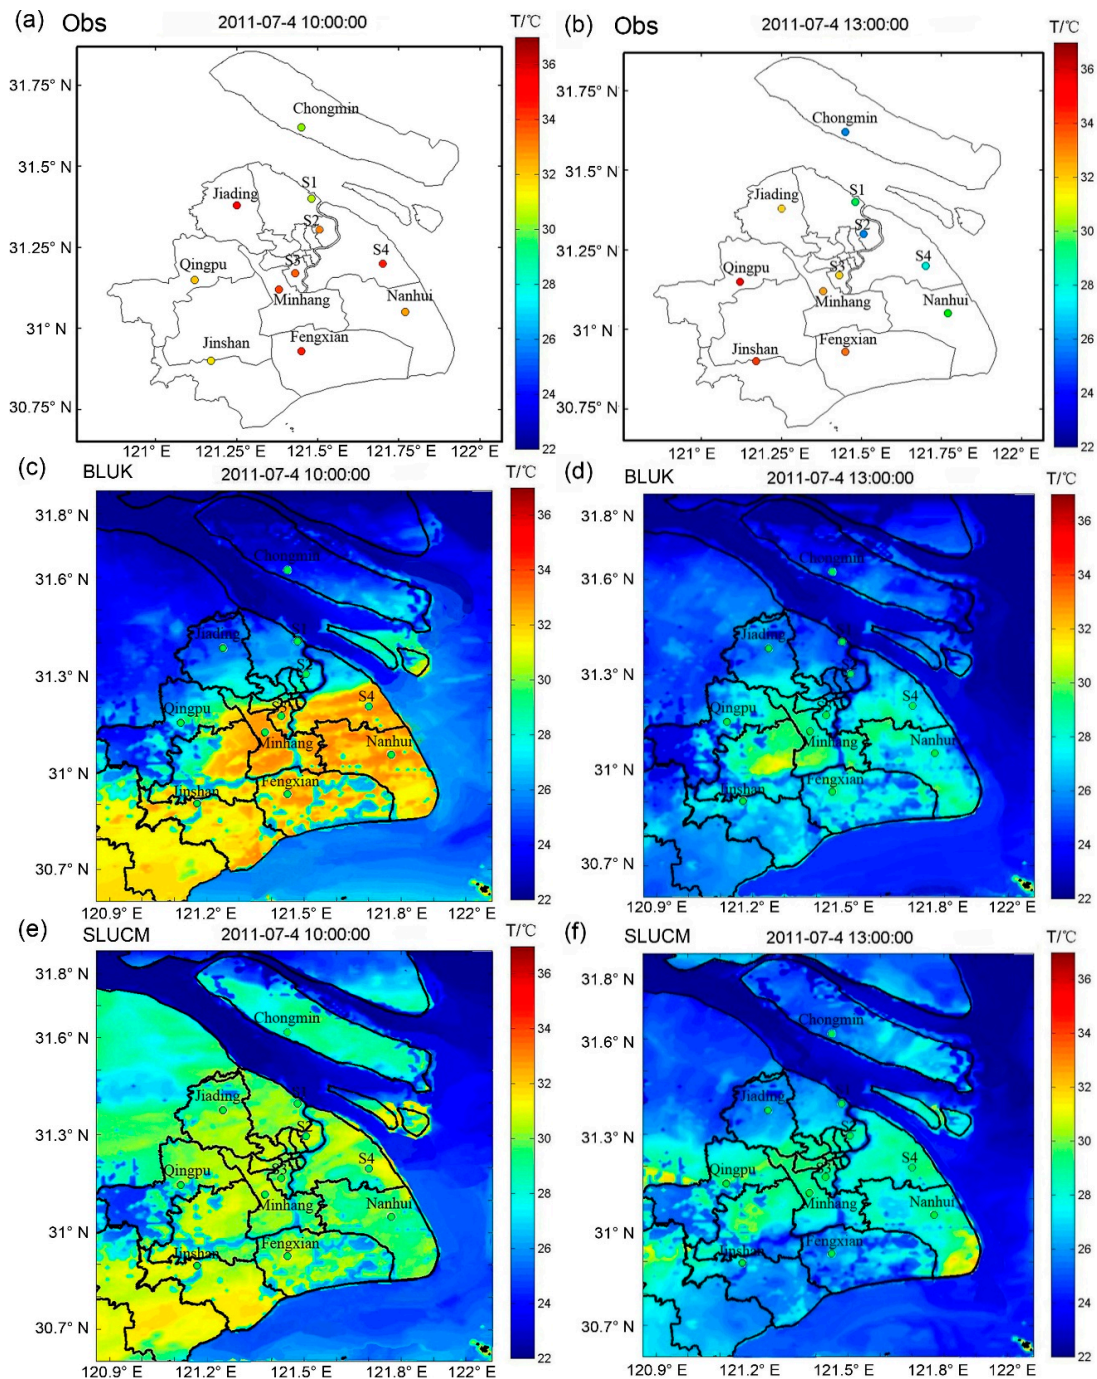 (a) Obs 2011-07-4 10:00:00 T/℃
31.75° N
31.5° N
31.25° N
31° N
30.75° N
Chongmin
Jiading
S1
S2
S4
Qingpu
S3
Minhang
Nanhui
Jinshan
Fengxian
121° E 121.25° E 121.5° E 121.75° E 122° E
36
34
32
30
28
26
24
22
(b) Obs 2011-07-4 13:00:00 T/℃
31.75° N
31.5° N
31.25° N
31° N
30.75° N
Chongmin
Jiading
S1
S2
S4
Qingpu
S3
Minhang
Nanhui
Jinshan
Fengxian
121° E 121.25° E 121.5° E 121.75° E 122° E
36
34
32
30
28
26
24
22
(c) BLUK 2011-07-4 10:00:00 T/℃
31.8° N
31.6° N
31.3° N
31° N
30.7° N
Chongmin
Jiading
S1
S2
S4
Qingpu
S3
Minhang
Nanhui
Fengxian
Jinshan
120.9° E 121.2° E 121.5° E 121.8° E 122° E
36
34
32
30
28
26
24
22
(d) BLUK 2011-07-4 13:00:00 T/℃
31.8° N
31.6° N
31.3° N
31° N
30.7° N
Chongmin
Jiading
S1
S2
S4
Qingpu
S3
Minhang
Nanhui
Fengxian
Jinshan
120.9° E 121.2° E 121.5° E 121.8° E 122° E
36
34
32
30
28
26
24
22
(e) SLUCM 2011-07-4 10:00:00 T/℃
31.8° N
31.6° N
31.3° N
31° N
30.7° N
Chongmin
Jiading
S1
S2
S4
Qingpu
S3
Minhang
Nanhui
Fengxian
Jinshan
120.9° E 121.2° E 121.5° E 121.8° E 122° E
36
34
32
30
28
26
24
22
(f) SLUCM 2011-07-4 13:00:00 T/℃
31.8° N
31.6° N
31.3° N
31° N
30.7° N
Chongmin
Jiading
S1
S2
S4
Qingpu
S3
Minhang
Nanhui
Fengxian
Jinshan
120.9° E 121.2° E 121.5° E 121.8° E 122° E
36
34
32
30
28
26
24
22